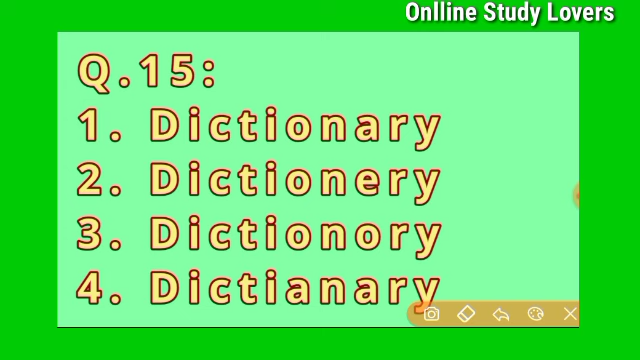 Onlline Study Lovers
Q.15:
1. Dictionary
2. Dictionery
3. Dictionory
4. Dictianary